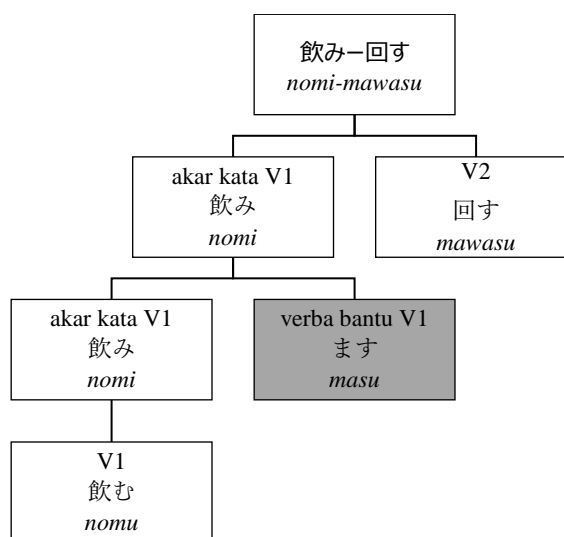 飲みー回す
nomi-mawasu
akar kata V1
飲み
nomi
V2
回す
mawasu
akar kata V1
飲み
nomi
verba bantu V1
ます
masu
V1
飲む
nomu